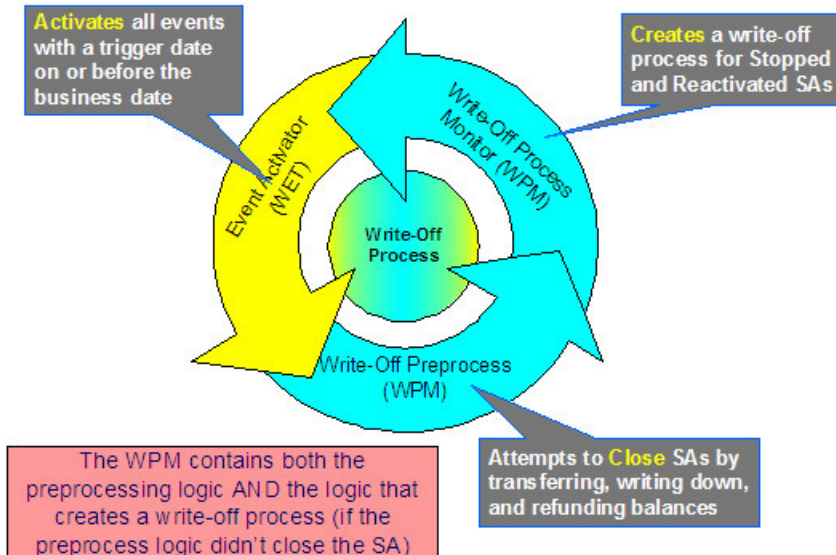 Activates all events
with a trigger date
on or before the
business date
Creates a write-off
process for Stopped
and Reactivated SAs
Write-Off Process
Monitor (WPM)
Event Activator
(WET)
Write-Off
Process
Write-Off Preprocess
(WPM)
Attempts to Close SAs by
transferring, writing down,
and refunding balances
The WPM contains both the
preprocessing logic AND the logic that
creates a write-off process (if the
preprocess logic didn't close the SA)